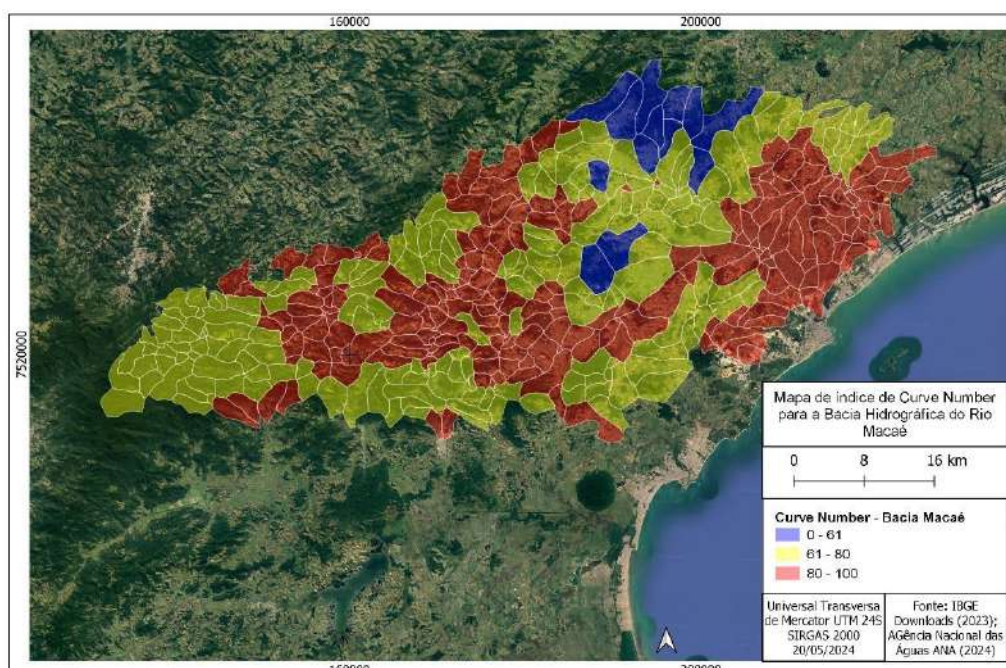 160000
200000
7520000
Mapa de índice de Curve Number
para a Bacia Hidrográfica do Rio
Macaé
0 8 16 km
Curve Number - Bacia Macaé
0 - 61
61 - 80
80 - 100
Universal Transversa
de Mercator UTM 24S
SIRGAS 2000
20/05/2024
Fonte: IBGE
Downloads (2023);
AGência Nacional das
Águas ANA (2024)
160000
200000